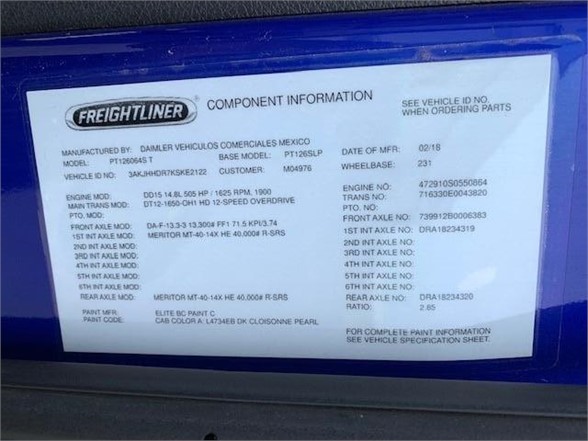 FREIGHTLINER
COMPONENT INFORMATION
SEE VEHICLE ID NO.
WHEN ORDERING PARTS
MANUFACTURED BY: DAIMLER VEHICULOS COMERCIALES MEXICO
MODEL: PT126064S T BASE MODEL: PT126SLP
VEHICLE ID NO: 3AKJHHDR7KSKE2122 CUSTOMER: M04976
DATE OF MFR: 02/18
WHEELBASE: 231
ENGINE MOD: DD15 14.8L 505 HP / 1625 RPM, 1900
MAIN TRANS MOD: DT12-1650-OH1 HD 12-SPEED OVERDRIVE
PTO. MOD:
FRONT AXLE MOD: DA-F-13.3-3 13,300# FF1 71.5 KPI/3.74
1ST INT AXLE MOD: MERITOR MT-40-14X HE 40,000# R-SRS
2ND INT AXLE MOD:
3RD INT AXLE MOD:
4TH INT AXLE MOD:
5TH INT AXLE MOD:
6TH INT AXLE MOD:
REAR AXLE MOD: MERITOR MT-40-14X HE 40,000# R-SRS
PAINT MFR: ELITE BC PAINT C
PAINT CODE: CAB COLOR A: L4734EB DK CLOISONNE PEARL
ENGINE NO: 472910S0550864
TRANS NO: 716330E0043820
PTO NO:
FRONT AXLE NO: 739912B0006383
1ST INT AXLE NO: DRA18234319
2ND INT AXLE NO:
3RD INT AXLE NO:
4TH INT AXLE NO:
5TH INT AXLE NO:
6TH INT AXLE NO:
REAR AXLE NO: DRA18234320
RATIO: 2.85
FOR COMPLETE PAINT INFORMATION
SEE VEHICLE SPECIFICATION SHEET.